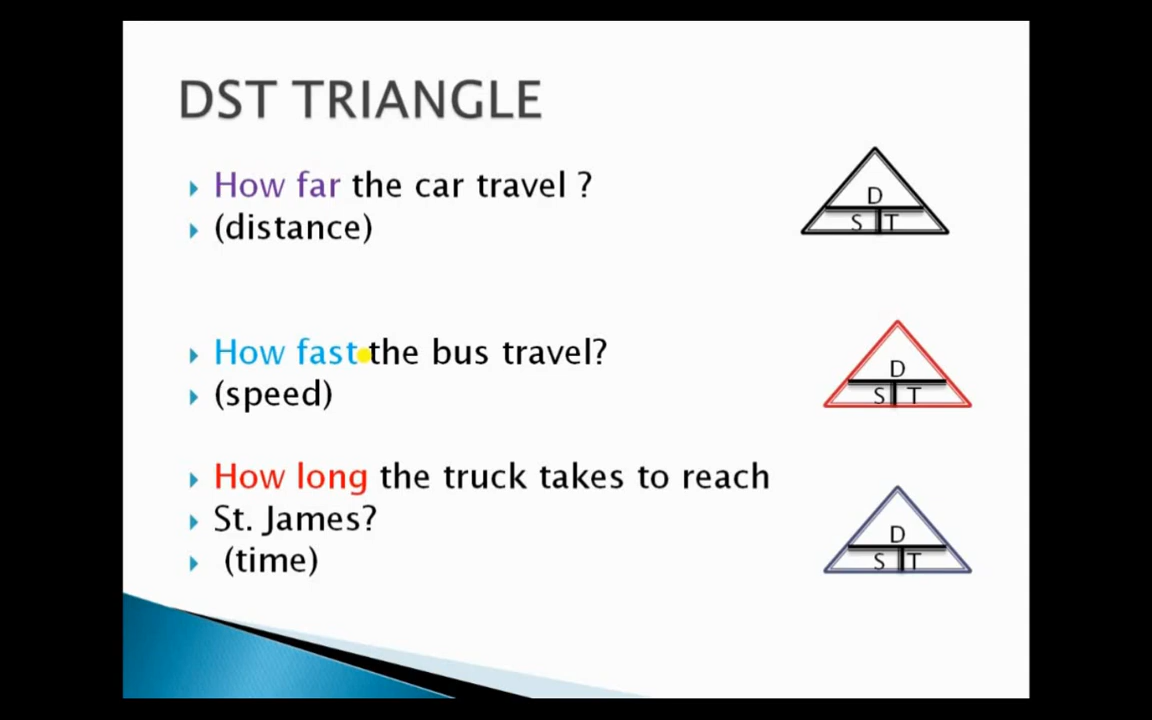 DST TRIANGLE
How far the car travel ?
(distance)
D
S T
How fast the bus travel?
(speed)
D
S T
How long the truck takes to reach
St. James?
(time)
D
S T